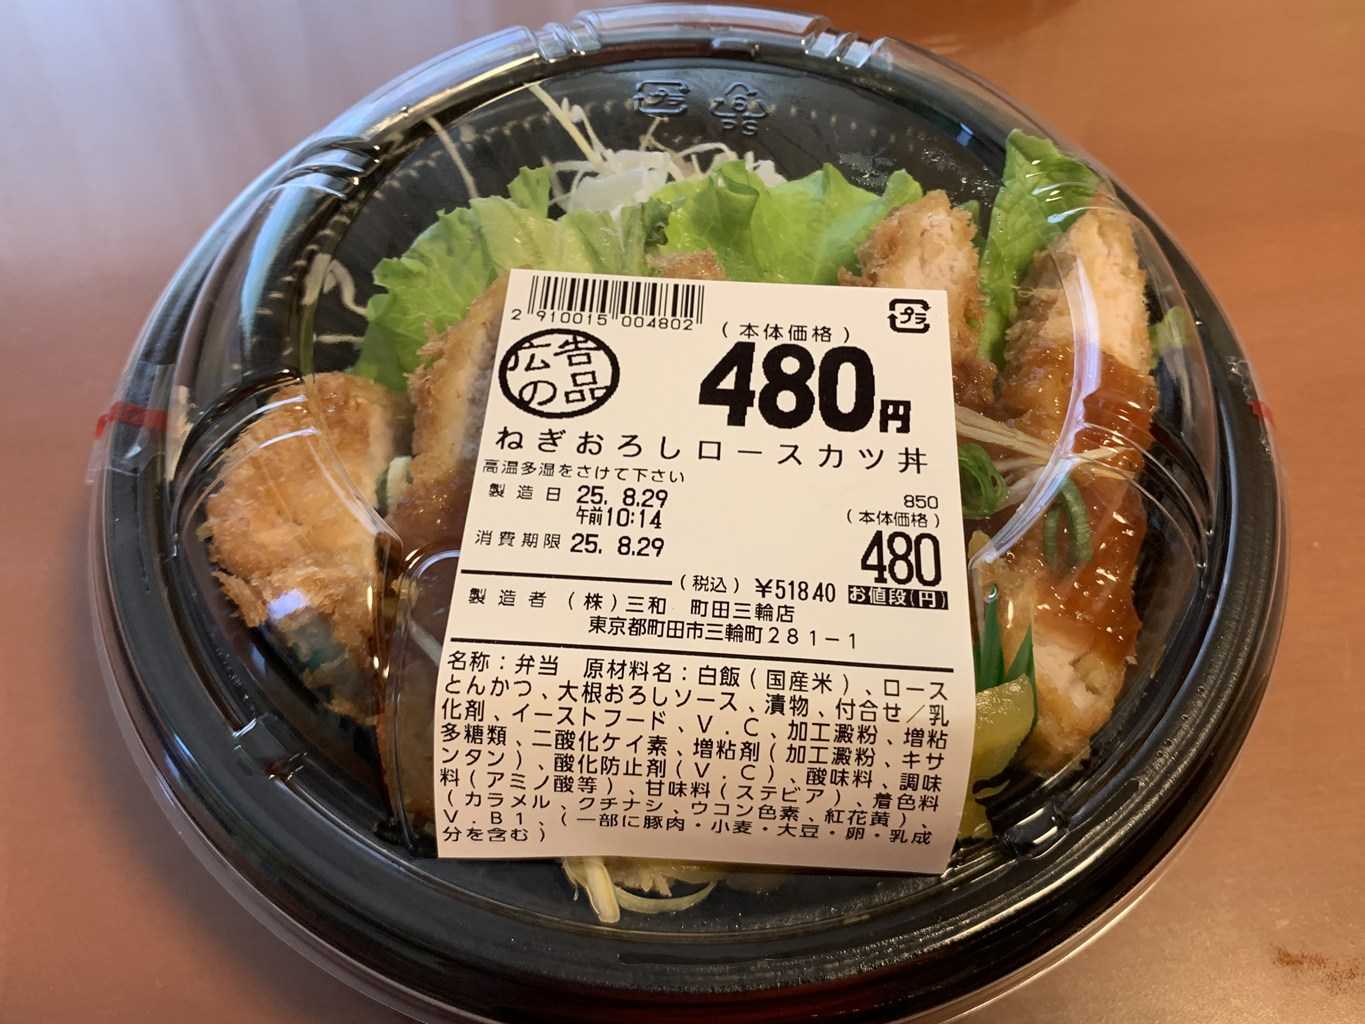 PS
2 910015 004802
プラ
(本体価格)
広告の品
480円
ねぎおろしロースカツ丼
高温多湿をさけて下さい
製造日 25. 8.29
午前10:14
消費期限 25. 8.29
850
(本体価格)
480
お値段(円)
(税込) ¥518.40
製造者 (株)三和 町田三輪店
東京都町田市三輪町281-1
名称:弁当 原材料名:白飯(国産米)、ロース
とんかつ、大根おろしソース、漬物、付合せ/乳
化剤、イーストフード、V.C、加工澱粉、増粘
多糖類、二酸化ケイ素、増粘剤(加工澱粉、キサ
ンタン)、酸化防止剤(V.C)、酸味料、調味
料(アミノ酸等)、甘味料(ステビア)、着色料
(カラメル、クチナシ、ウコン色素、紅花黄)、
V.B1、(一部に豚肉・小麦・大豆・卵・乳成
分を含む)